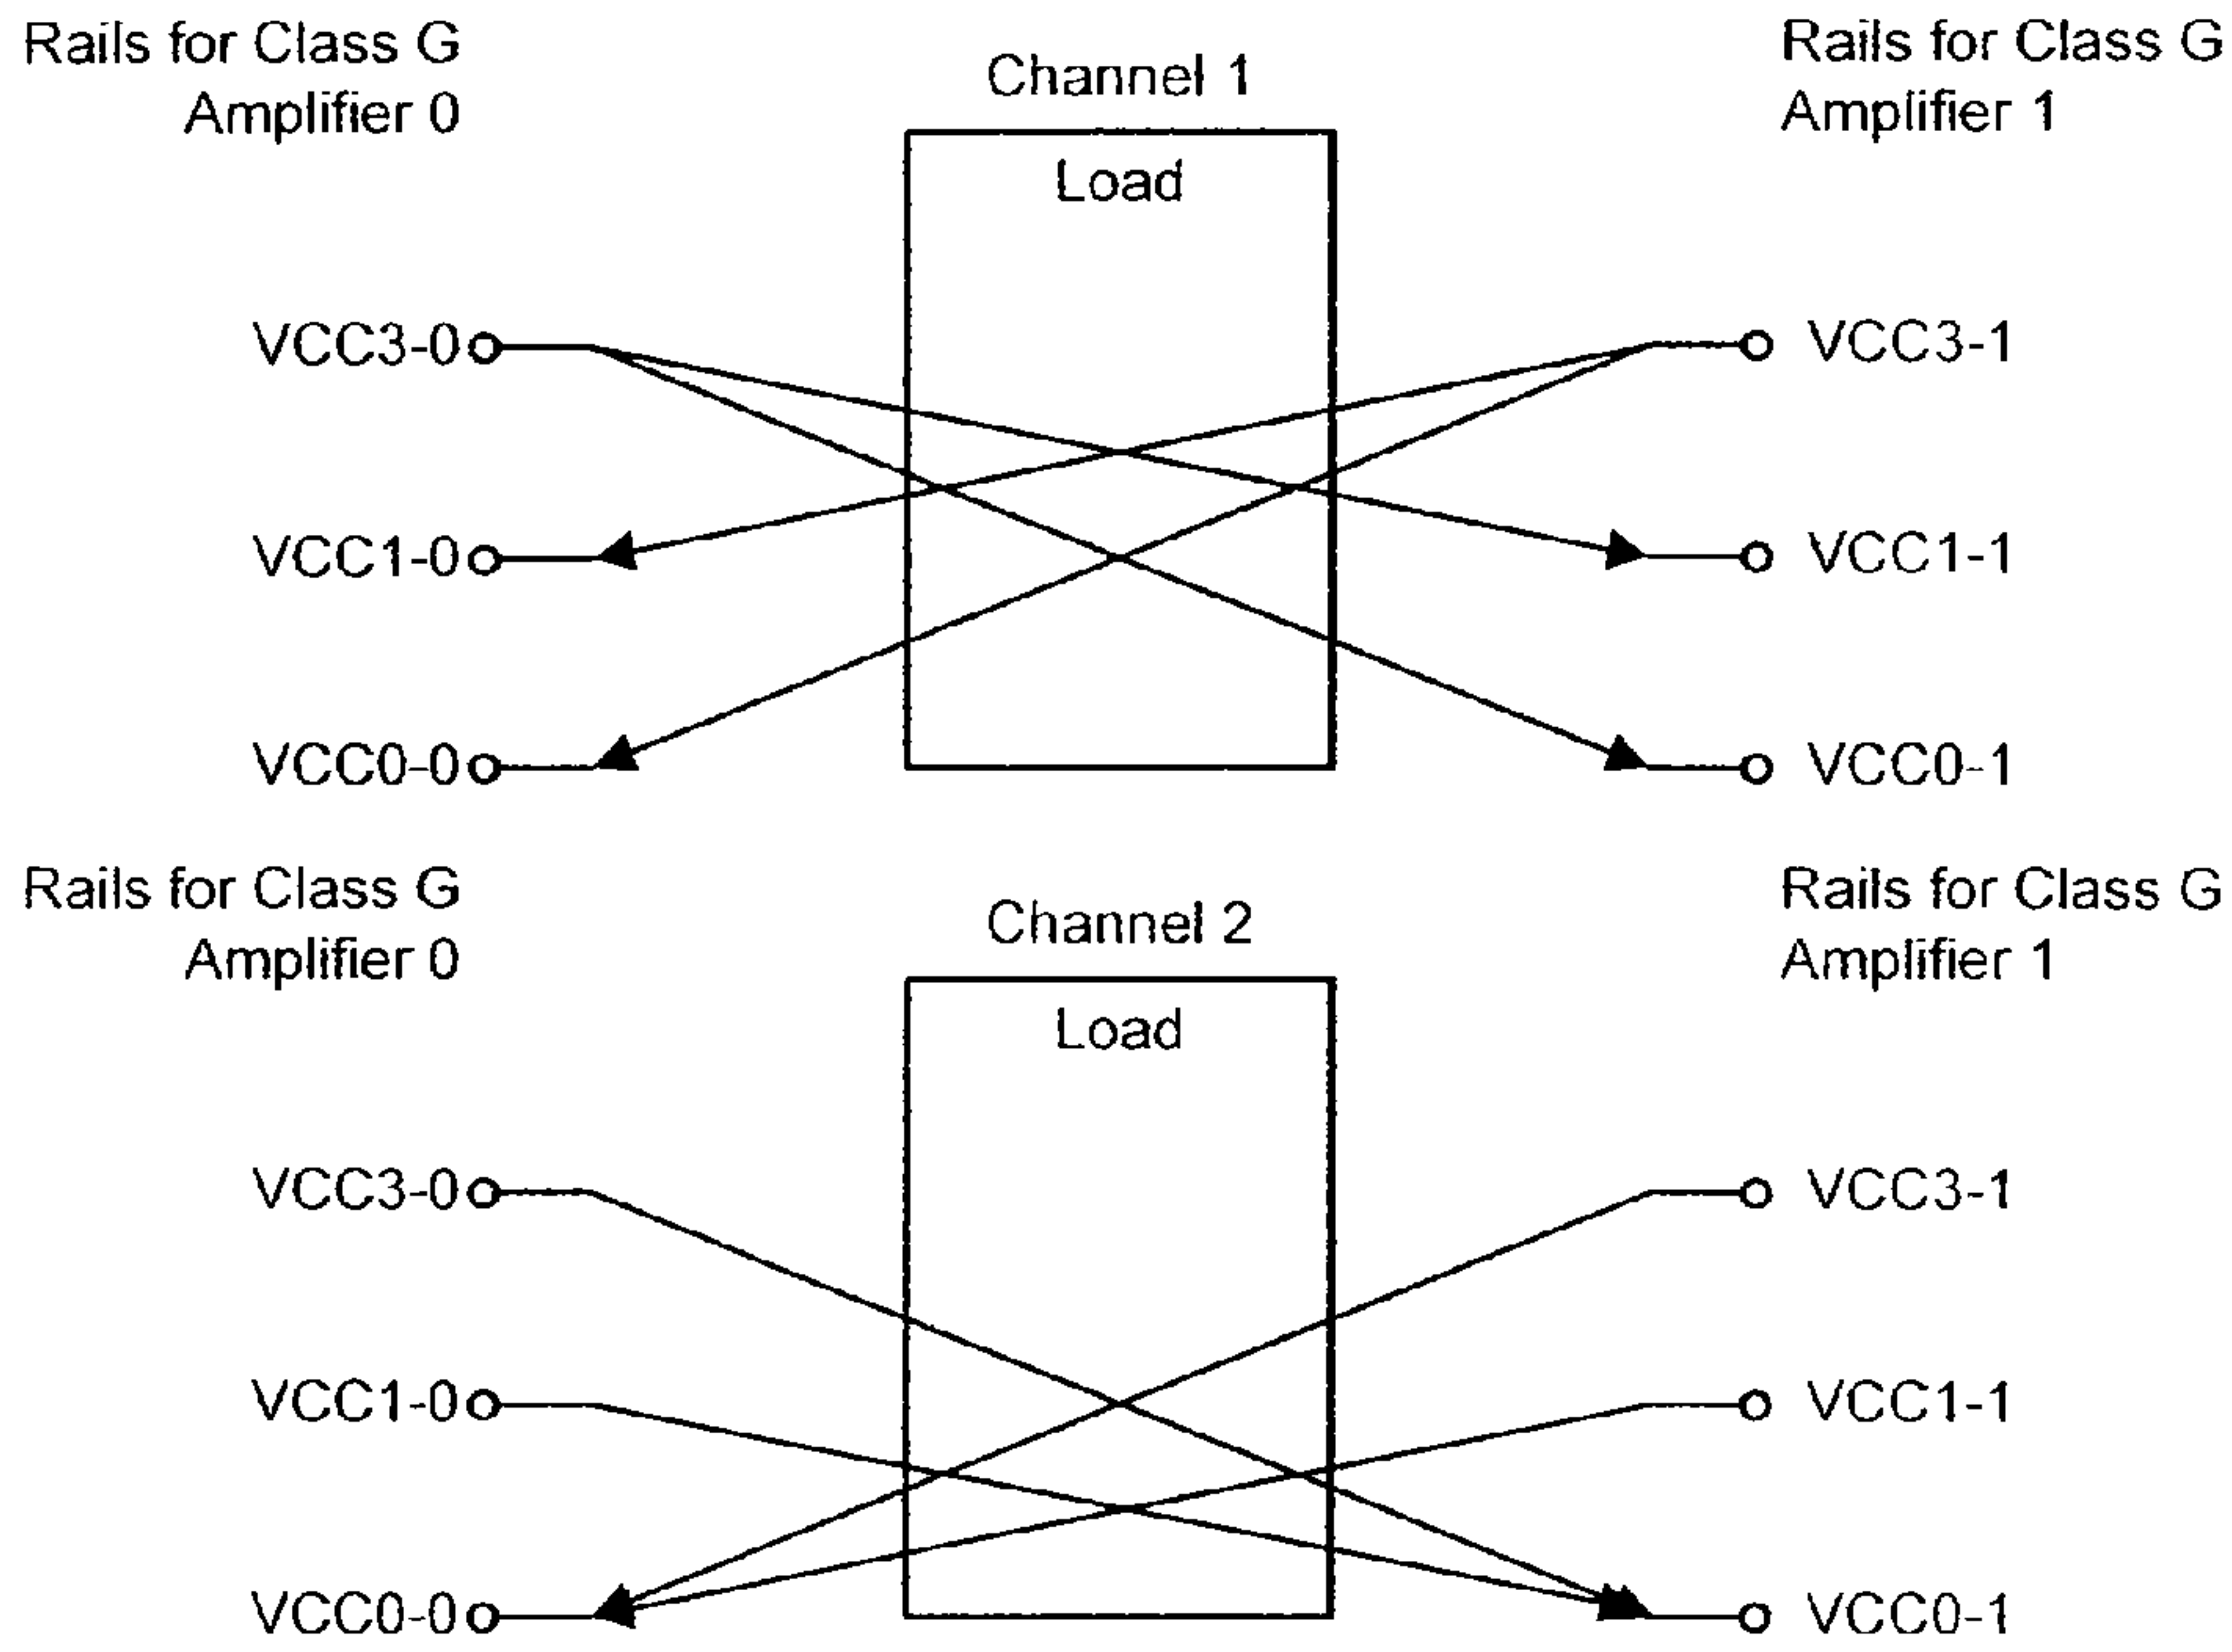 Rails for Class G
Amplifier 0
Channel 1
Rails for Class G
Amplifier 1
Load
VCC3-0
VCC3-1
VCC1-0
VCC1-1
VCC0-0
VCC0-1
Rails for Class G
Amplifier 0
Channel 2
Rails for Class G
Amplifier 1
Load
VCC3-0
VCC3-1
VCC1-0
VCC1-1
VCC0-0
VCC0-1